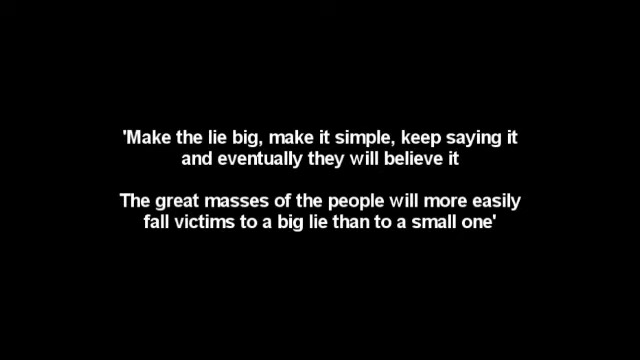 'Make the lie big, make it simple, keep saying it
and eventually they will believe it
The great masses of the people will more easily
fall victims to a big lie than to a small one'